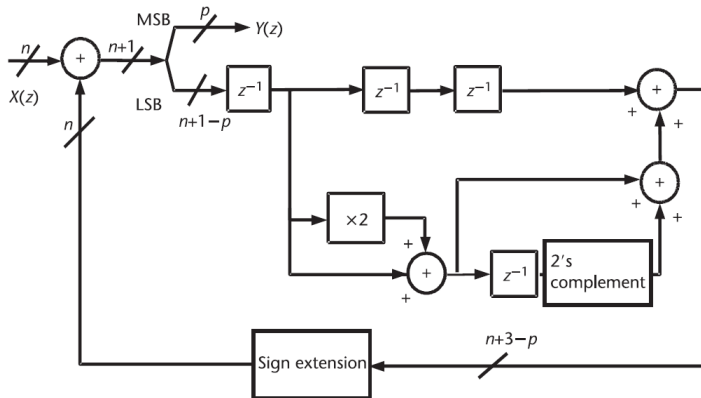 MSB
p
Y(z)
n
+
n+1
X(z)
LSB
n+1−p
z⁻¹
z⁻¹
z⁻¹
+
+
+
n
×2
+
+
+
+
+
+
z⁻¹
2's
complement
n+3−p
Sign extension